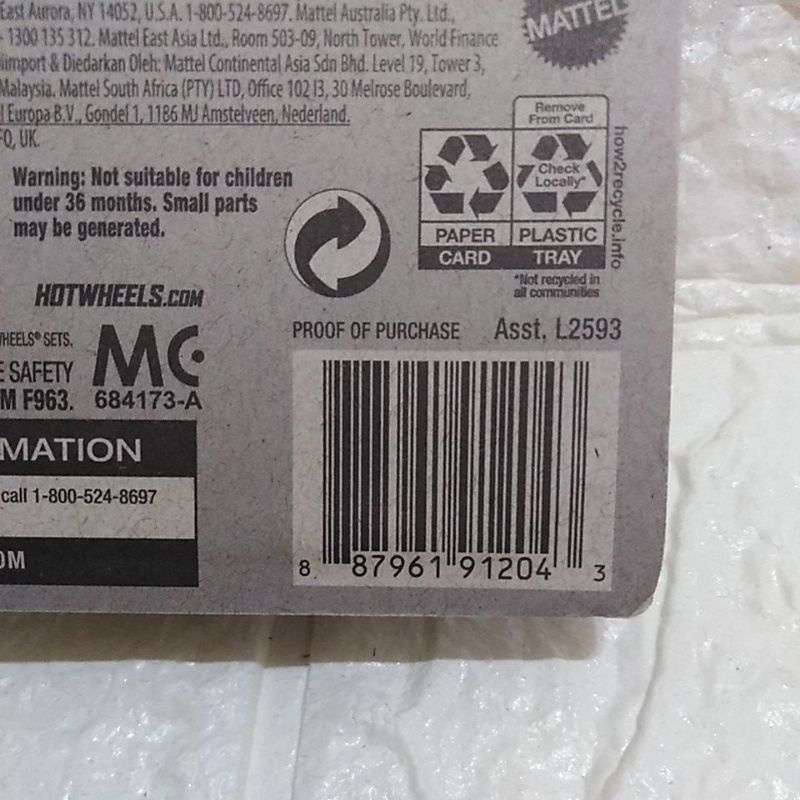 East Aurora, NY 14052, U.S.A. 1-800-524-8697. Mattel Australia Pty. Ltd.,
- 1300 135 312. Mattel East Asia Ltd., Room 503-09, North Tower, World Finance
Diimport & Diedarkan Oleh: Mattel Continental Asia Sdn Bhd. Level 19, Tower 3,
Malaysia. Mattel South Africa (PTY) LTD, Office 102 I3, 30 Melrose Boulevard,
Europa B.V., Gondel 1, 1186 MJ Amstelveen, Nederland.
UK.
MATTEL
Warning: Not suitable for children
under 36 months. Small parts
may be generated.
Remove
From Card
Check
Locally*
PAPER PLASTIC
CARD TRAY
how2recycle.info
*Not recycled in
all communities
HOTWHEELS.COM
WHEELS® SETS.
SAFETY
F963.
MC
684173-A
PROOF OF PURCHASE Asst. L2593
MATION
call 1-800-524-8697
OM
8 87961 91204 3